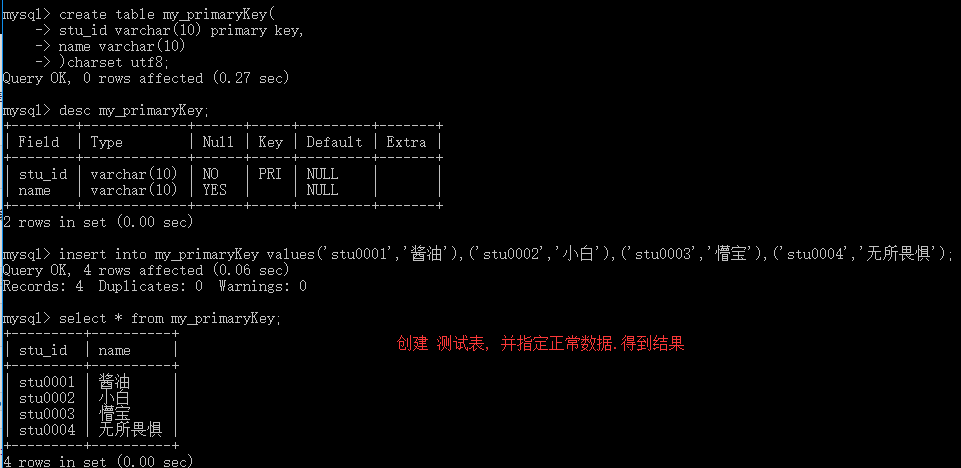 mysql> create table my_primaryKey(
    -> stu_id varchar(10) primary key,
    -> name varchar(10)
    -> )charset utf8;
Query OK, 0 rows affected (0.27 sec)
mysql> desc my_primaryKey;
+--------+-------------+------+-----+---------+-------+
| Field  | Type        | Null | Key | Default | Extra |
+--------+-------------+------+-----+---------+-------+
| stu_id | varchar(10) | NO   | PRI | NULL    |       |
| name   | varchar(10) | YES  |     | NULL    |       |
+--------+-------------+------+-----+---------+-------+
2 rows in set (0.00 sec)
mysql> insert into my_primaryKey values('stu0001','酱油'),('stu0002','小白'),('stu0003','懵宝'),('stu0004','无所畏惧');
Query OK, 4 rows affected (0.06 sec)
Records: 4  Duplicates: 0  Warnings: 0
mysql> select * from my_primaryKey;
+---------+----------+
| stu_id  | name     |
+---------+----------+
| stu0001 | 酱油     |
| stu0002 | 小白     |
| stu0003 | 懵宝     |
| stu0004 | 无所畏惧 |
+---------+----------+
4 rows in set (0.00 sec)
创建 测试表, 并指定正常数据.得到结果